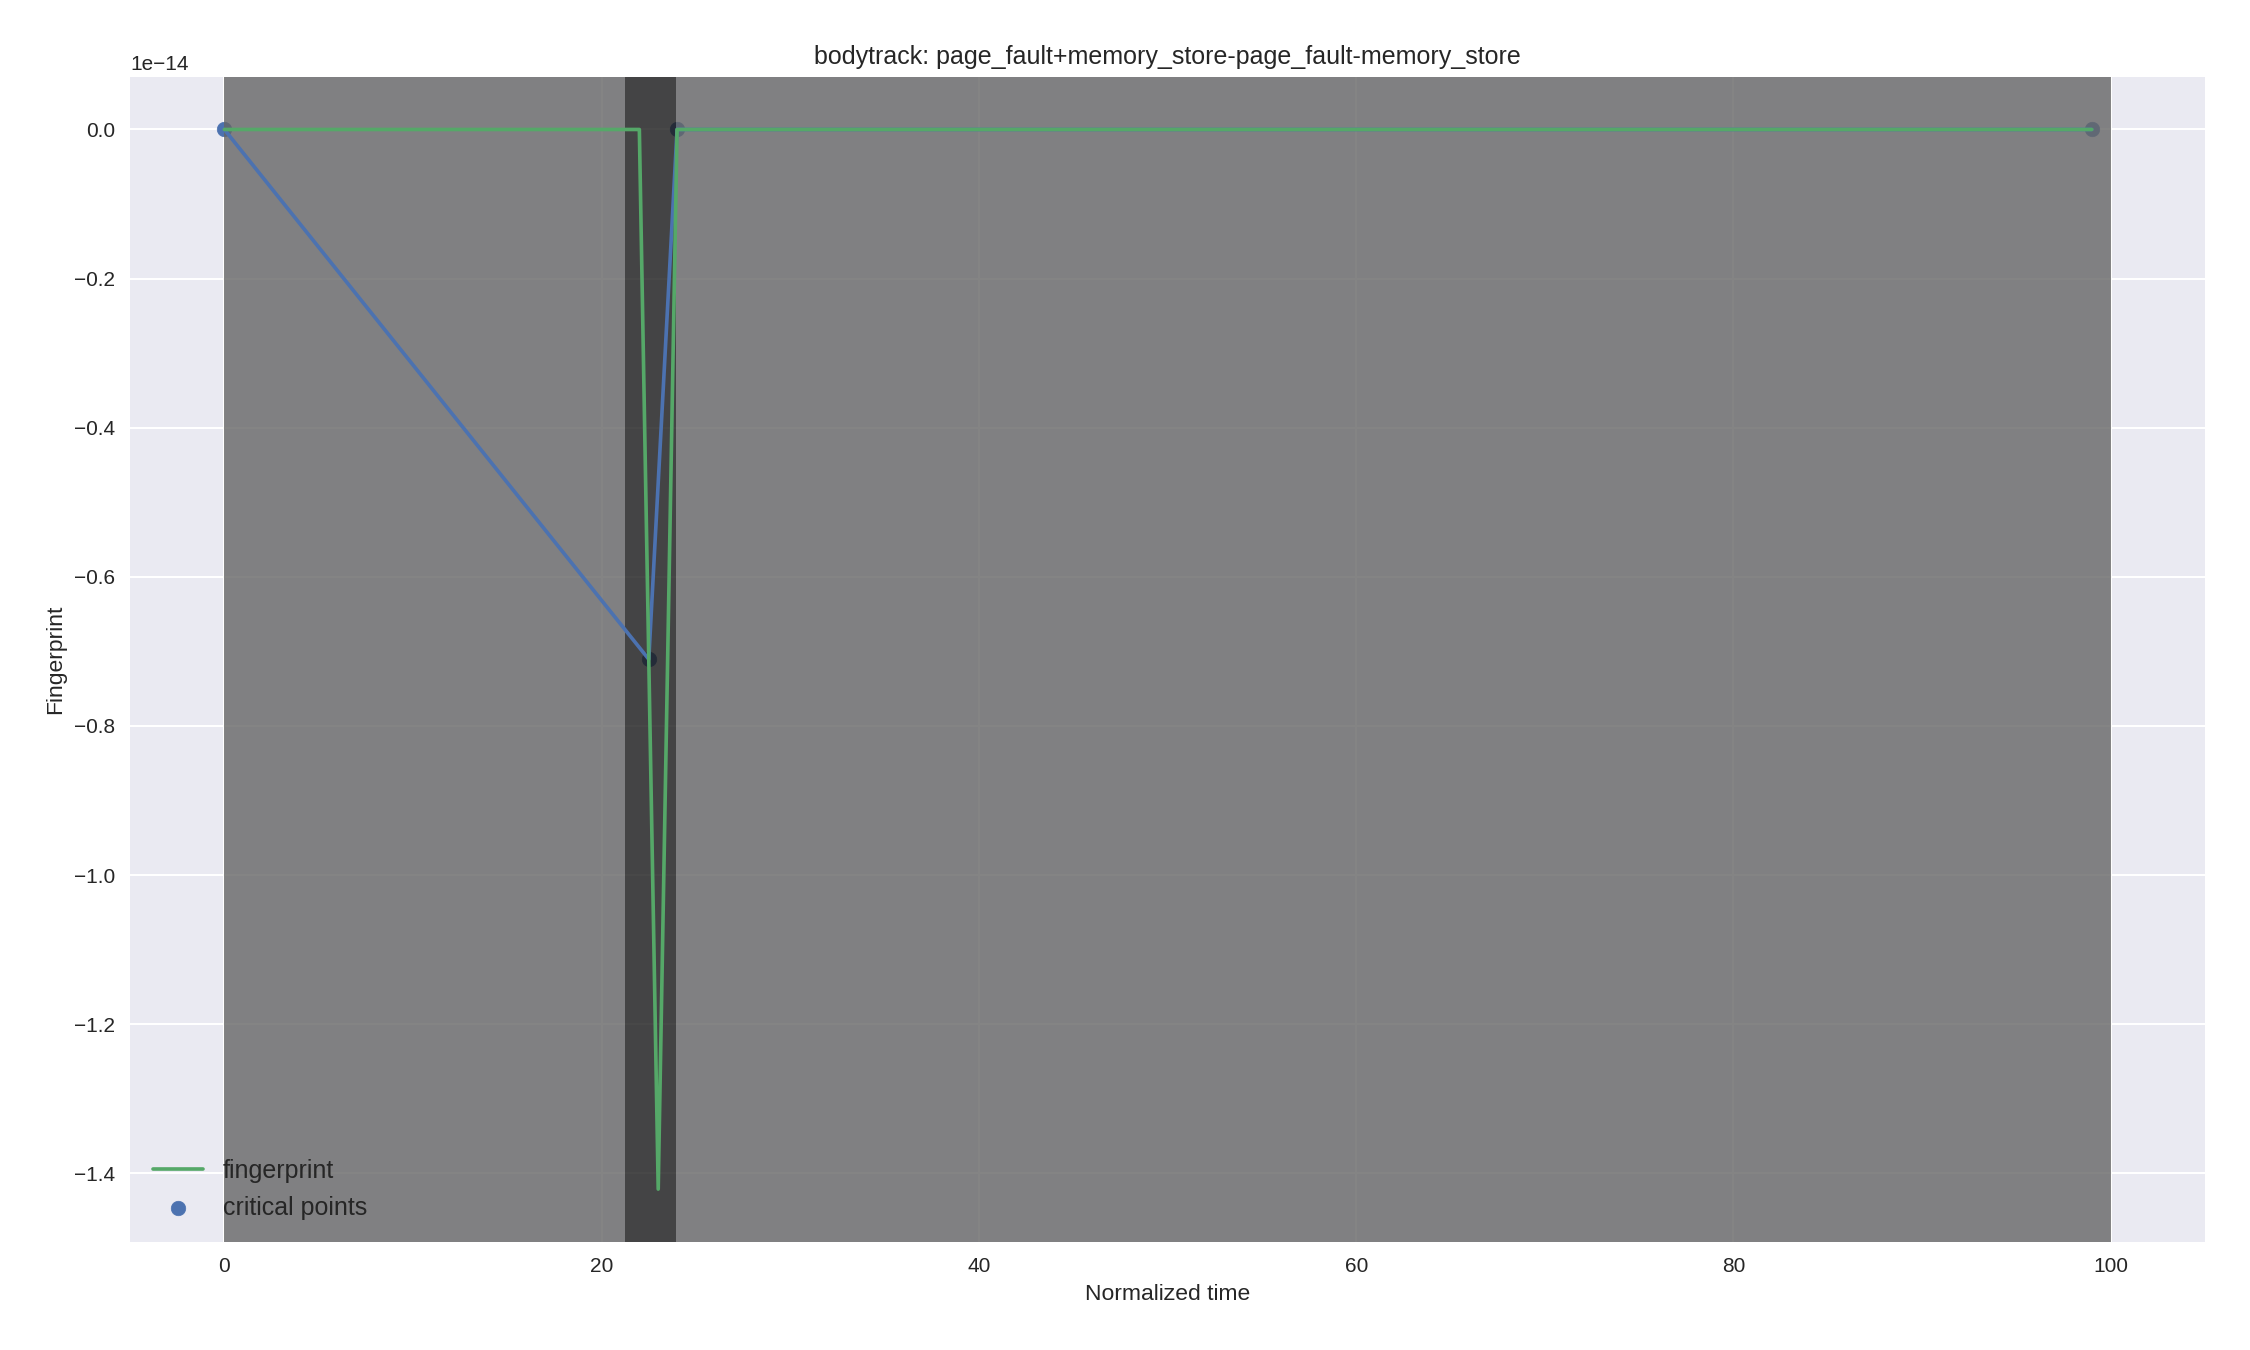 bodytrack: page_fault+memory_store-page_fault-memory_store
1e−14
0.0
−0.2
−0.4
−0.6
−0.8
−1.0
−1.2
−1.4
Fingerprint
fingerprint
critical points
0 20 40 60 80 100
Normalized time